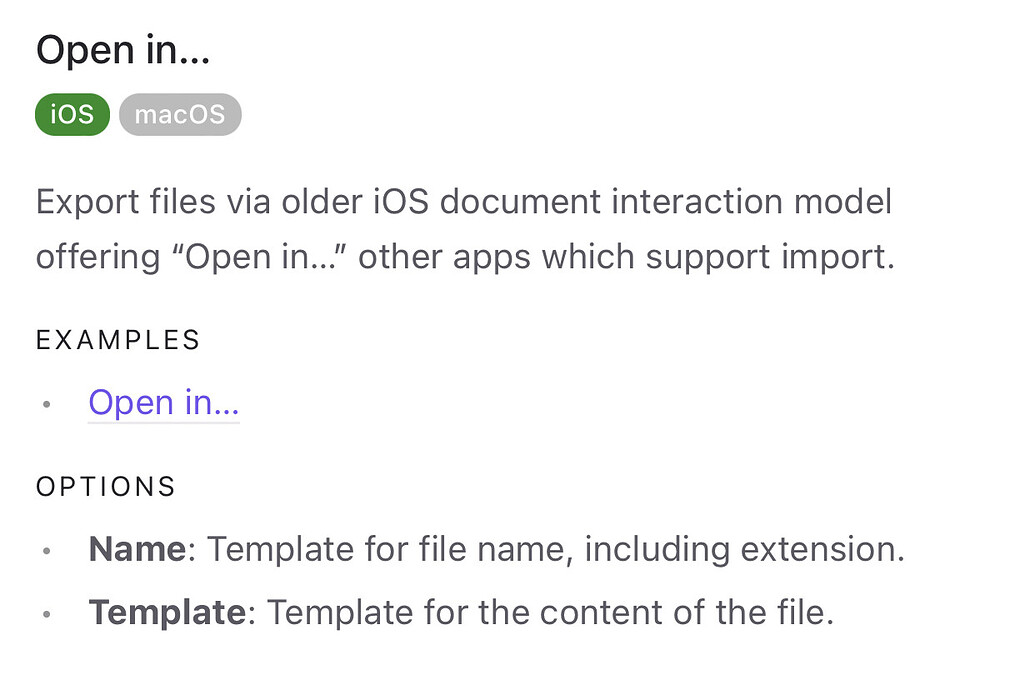 Open in...
iOS macOS
Export files via older iOS document interaction model
offering “Open in...” other apps which support import.
EXAMPLES
• Open in...
OPTIONS
• Name: Template for file name, including extension.
• Template: Template for the content of the file.